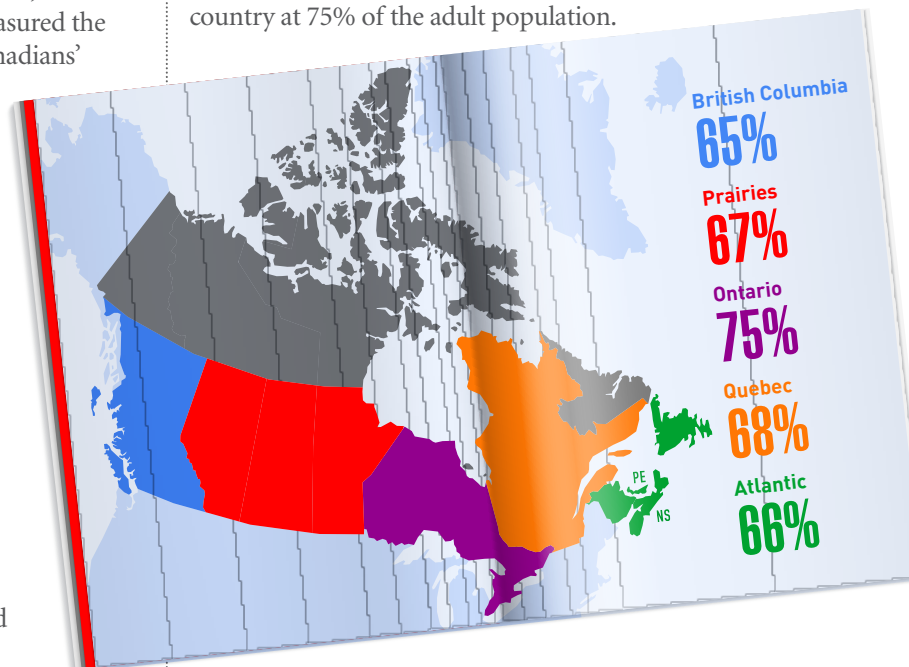 asured the
nadians’
country at 75% of the adult population.
British Columbia
65%
Prairies
67%
Ontario
75%
Quebec
68%
Atlantic
66%
PE
NS
d